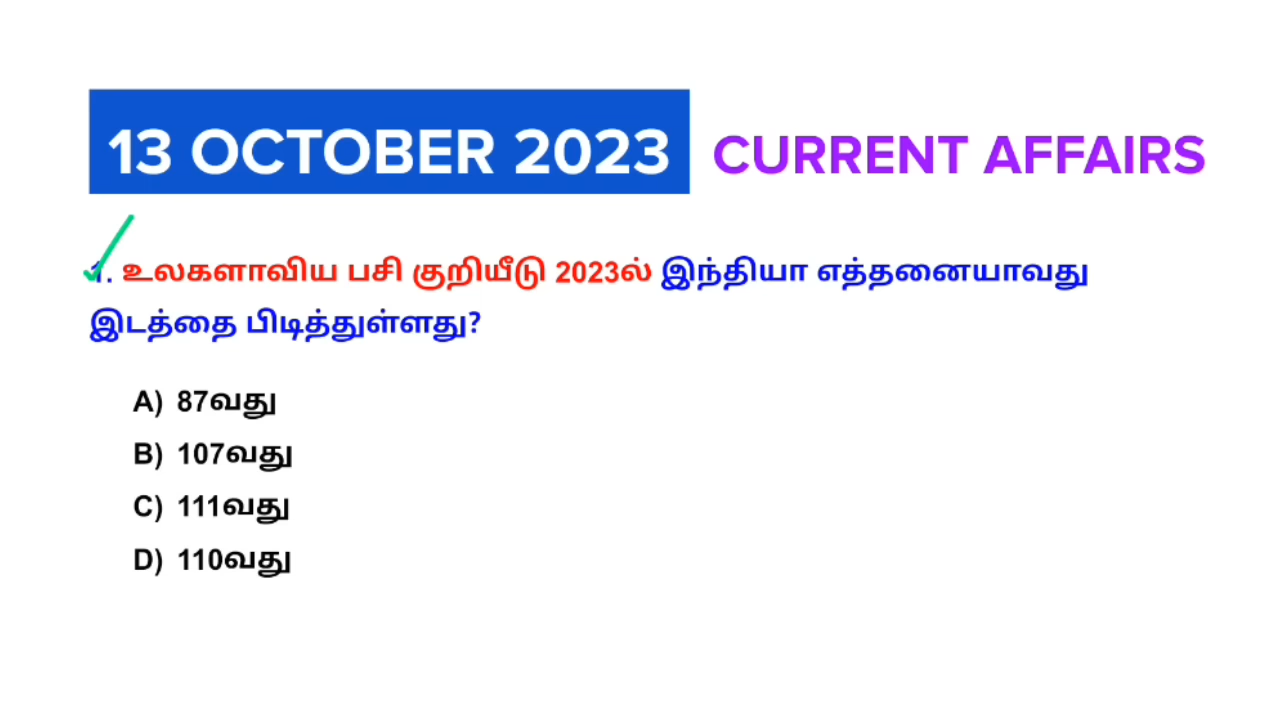 13 OCTOBER 2023 CURRENT AFFAIRS
1. உலகளாவிய பசி குறியீடு 2023ல் இந்தியா எத்தனையாவது
இடத்தை பிடித்துள்ளது?
A) 87வது
B) 107வது
C) 111வது
D) 110வது